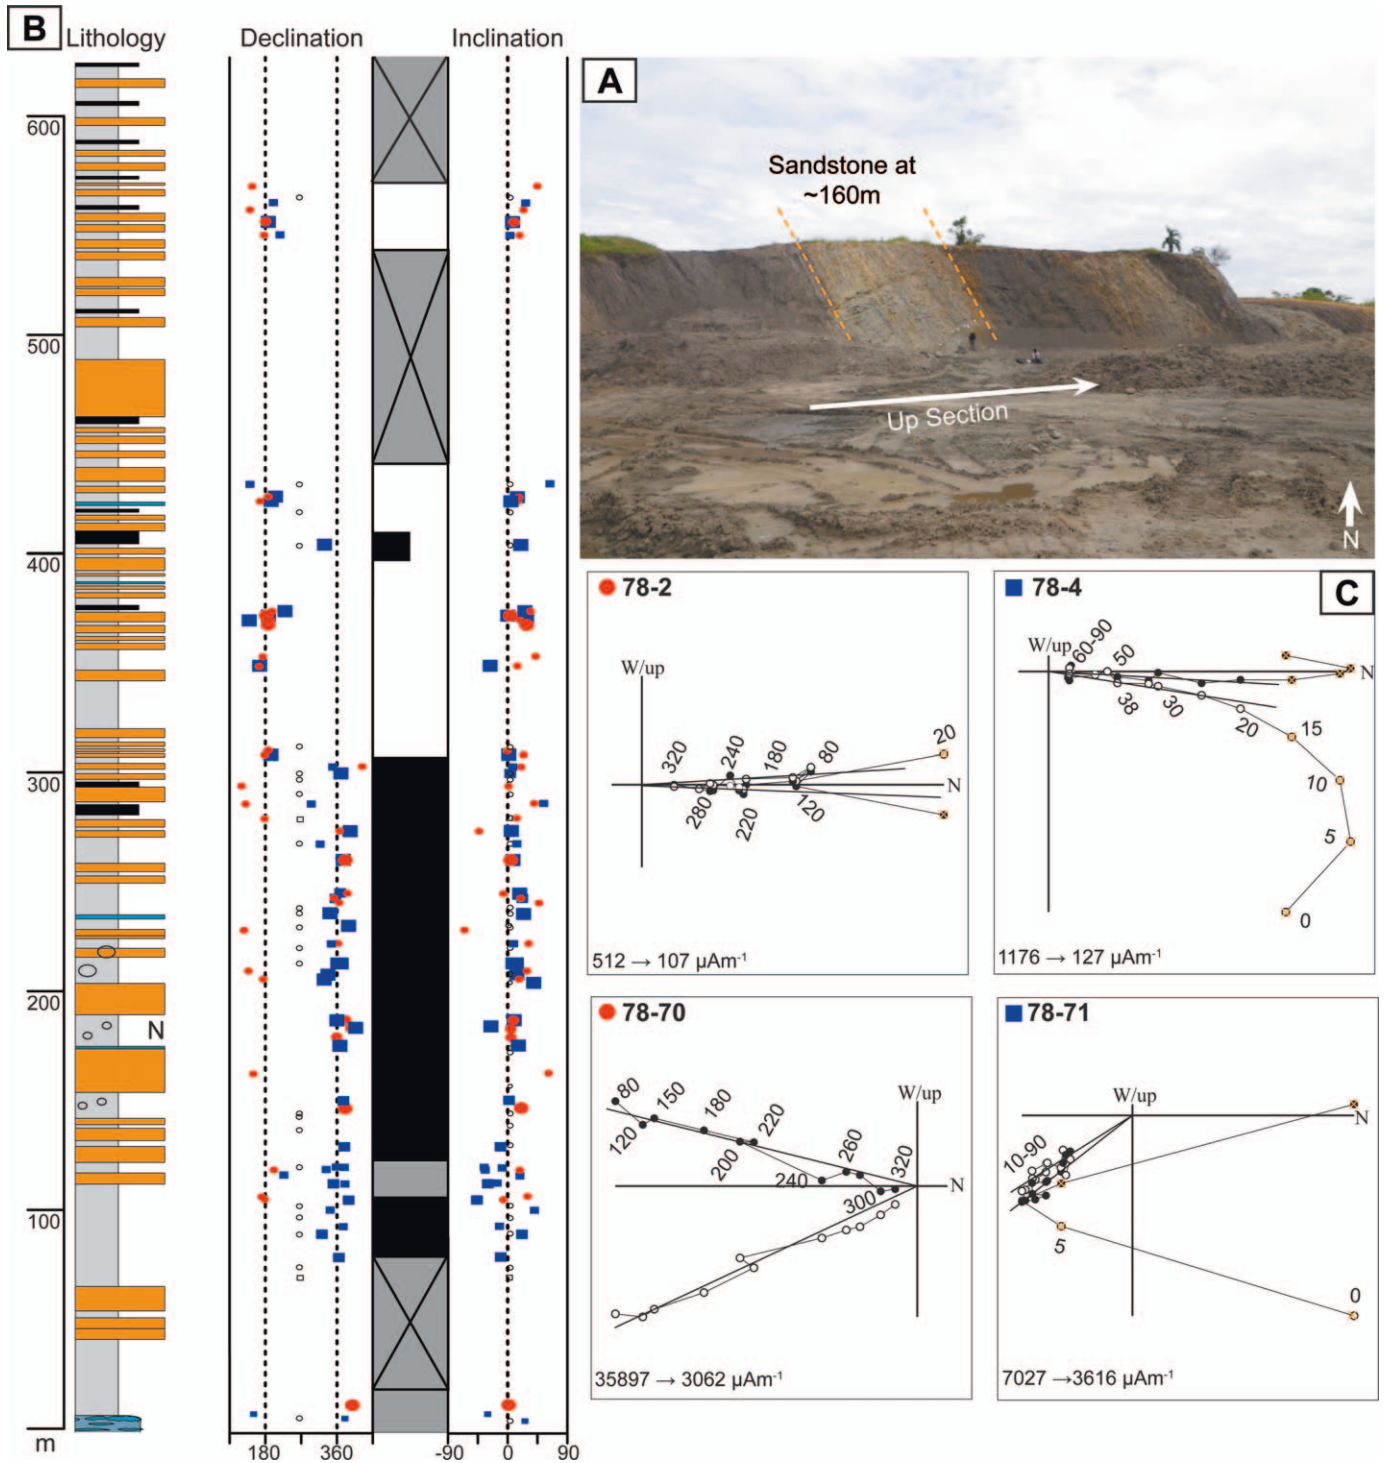 B Lithology Declination Inclination
600
500
400
300
200
100
m
N
180 360 -90 0 90
A
Sandstone at
~160m
Up Section
N
C
78-2
W/up
N
320 240 180 80 20
280 220 120
512 → 107 µAm-1
78-4
W/up
N
60-90 50
38 30 20 15
10
5
0
1176 → 127 µAm-1
78-70
W/up
N
80 150 180 220 260 320
120 200 240 300
35897 → 3062 µAm-1
78-71
W/up
N
10-90
5
0
7027 →3616 µAm-1